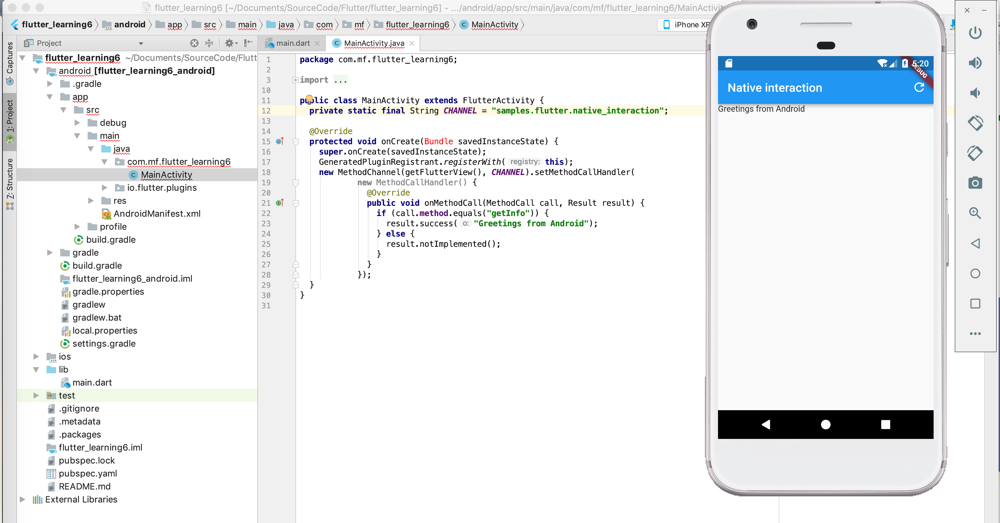 flutter_learning6 [~/Documents/SourceCode/Flutter/flutter_learning6] - .../android/app/src/main/java/com/mf/flutter_learning6/MainActivity
flutter_learning6 android app src main java com mf flutter_learning6 MainActivity
iPhone XR
Project
main.dart
MainActivity.java
Captures
1: Project
7: Structure
flutter_learning6 ~/Documents/SourceCode/Flutt
android [flutter_learning6_android]
.gradle
app
src
debug
main
java
com.mf.flutter_learning6
MainActivity
io.flutter.plugins
res
AndroidManifest.xml
profile
build.gradle
gradle
build.gradle
flutter_learning6_android.iml
gradle.properties
gradlew
gradlew.bat
local.properties
settings.gradle
ios
lib
main.dart
test
.gitignore
.metadata
.packages
flutter_learning6.iml
pubspec.lock
pubspec.yaml
README.md
External Libraries
1 package com.mf.flutter_learning6;
2
3 import ...
10
11 public class MainActivity extends FlutterActivity {
12 private static final String CHANNEL = "samples.flutter.native_interaction";
13
14 @Override
15 protected void onCreate(Bundle savedInstanceState) {
16 super.onCreate(savedInstanceState);
17 GeneratedPluginRegistrant.registerWith( registry: this);
18 new MethodChannel(getFlutterView(), CHANNEL).setMethodCallHandler(
19 new MethodCallHandler() {
20 @Override
21 public void onMethodCall(MethodCall call, Result result) {
22 if (call.method.equals("getInfo")) {
23 result.success( o: "Greetings from Android");
24 } else {
25 result.notImplemented();
26 }
27 }
28 });
29 }
30 }
31
5:20
DEBUG
Native interaction
Greetings from Android